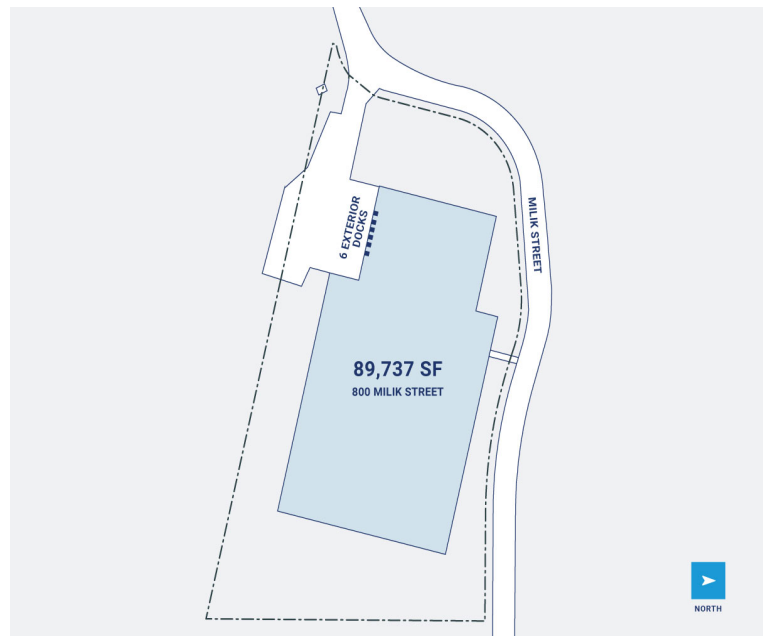 6 EXTERIOR
DOCKS
MILIK STREET
89,737 SF
800 MILIK STREET
NORTH